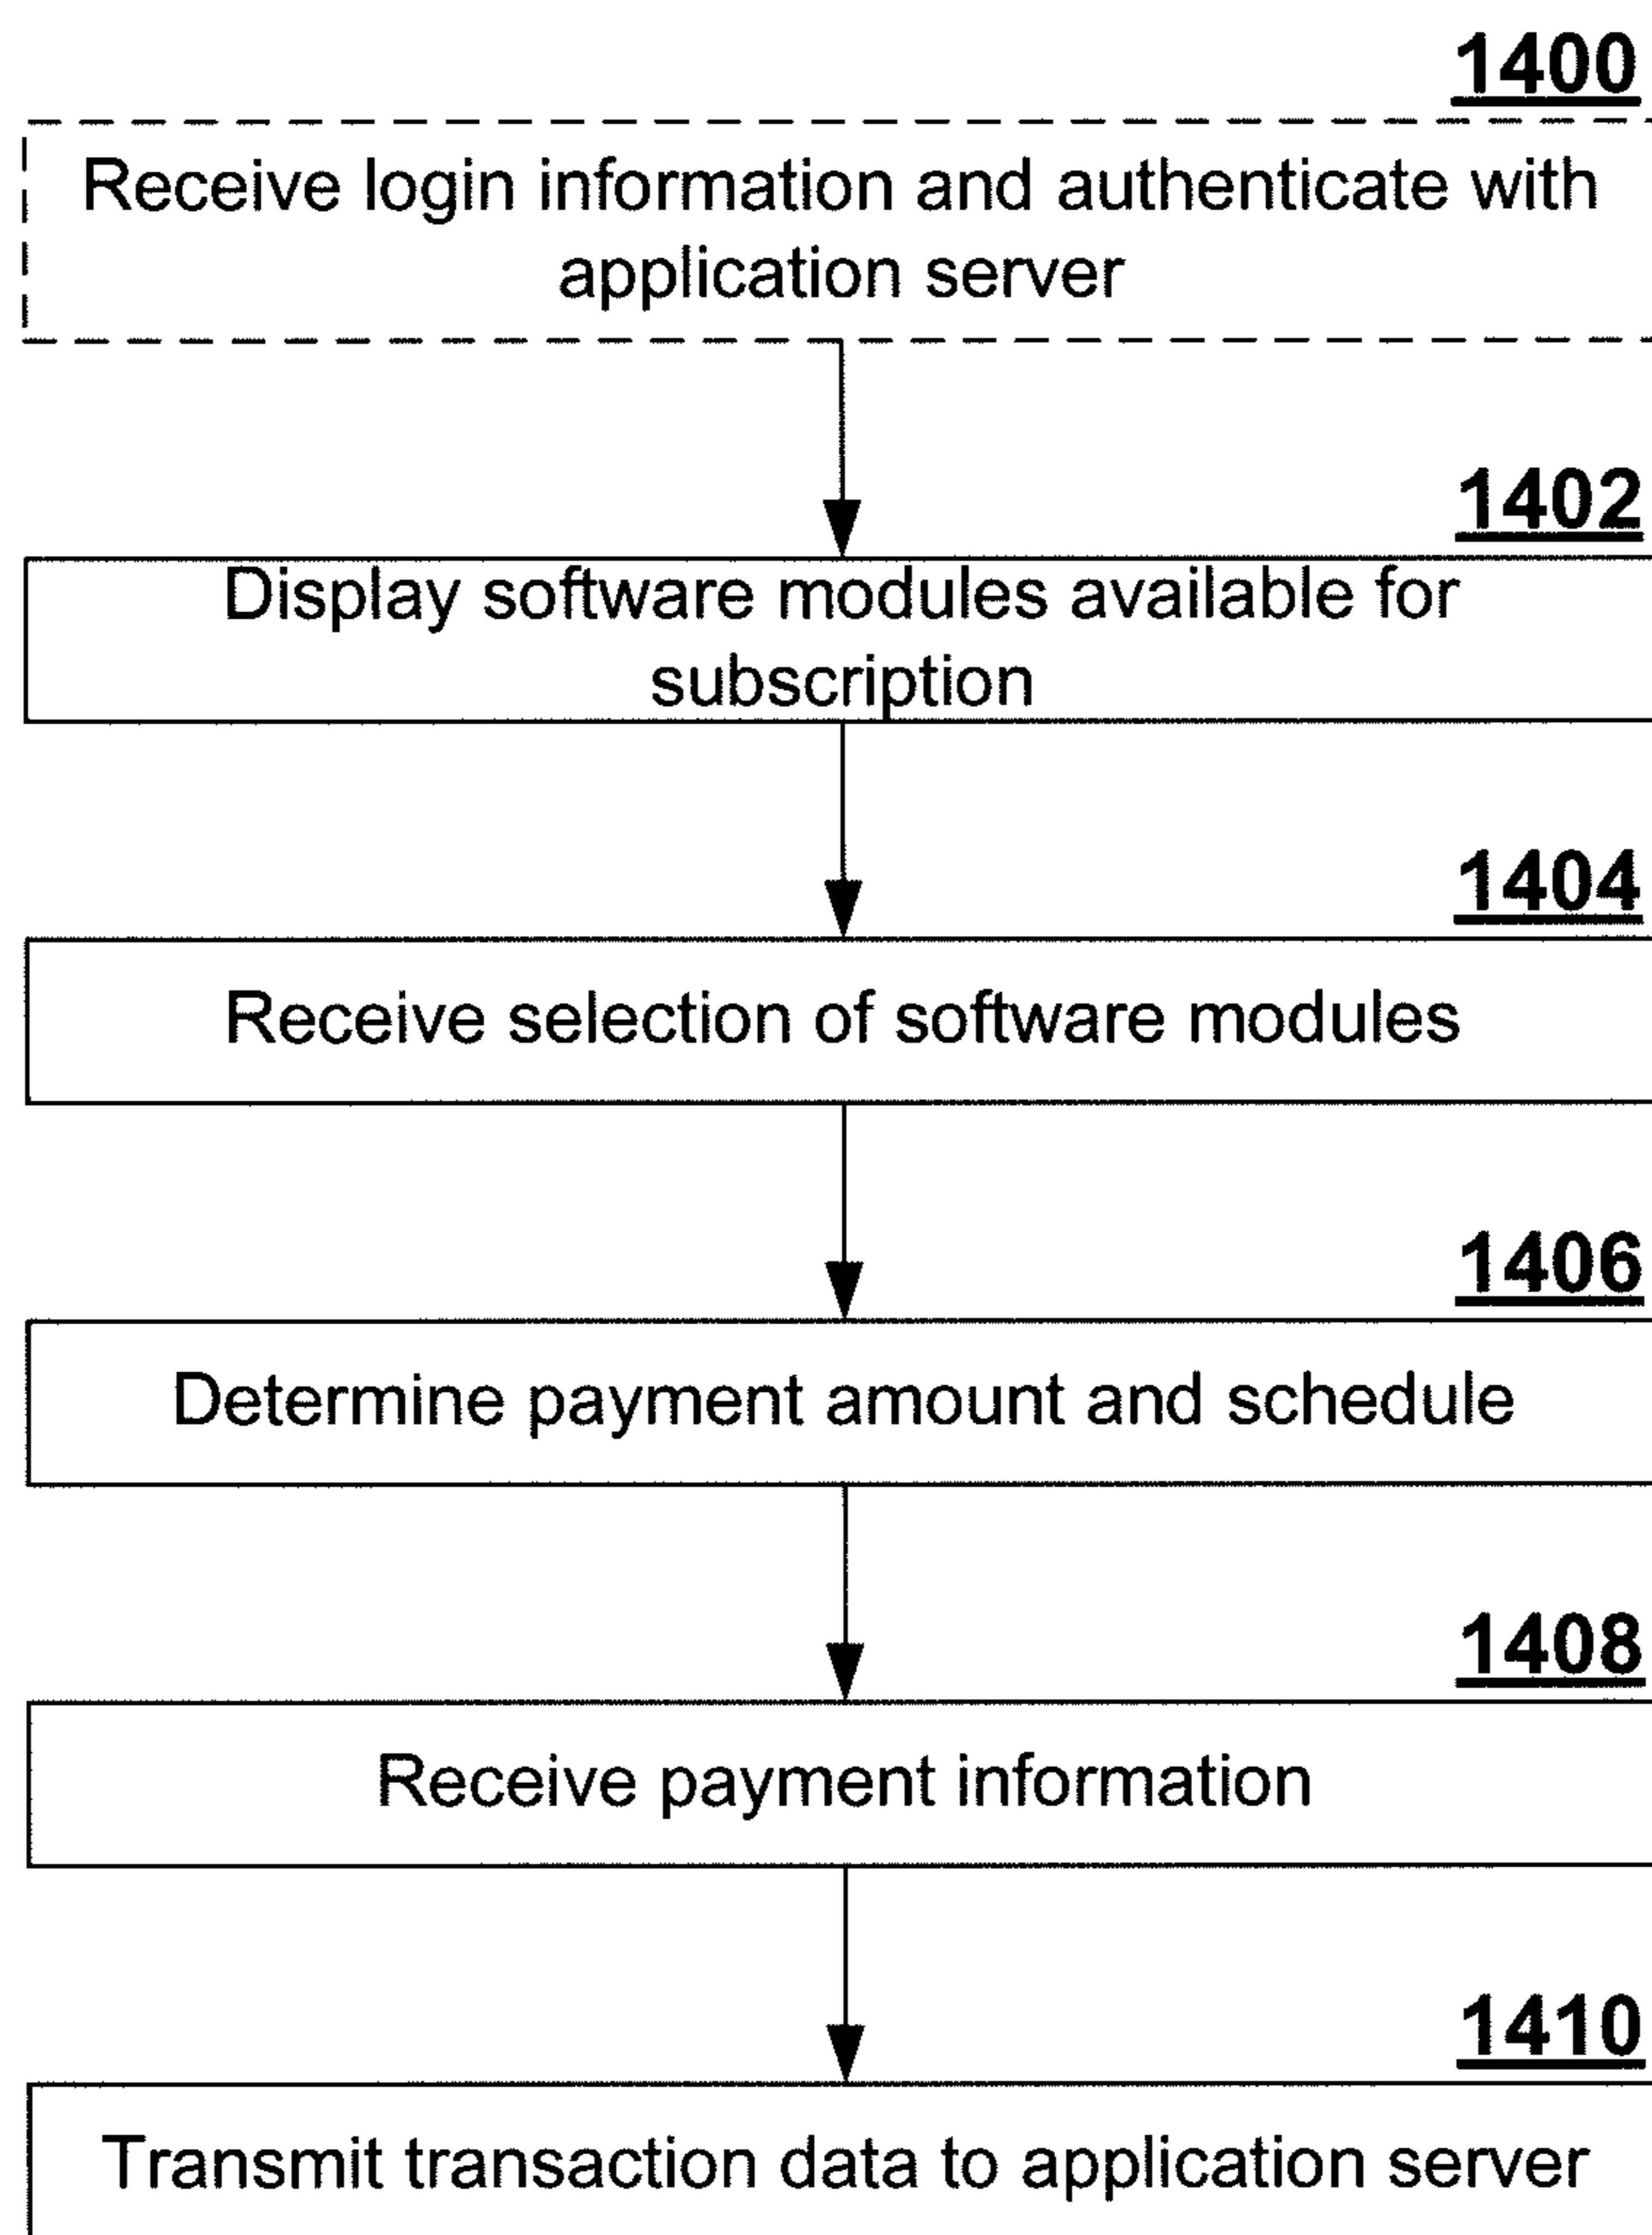 1400
Receive login information and authenticate with
application server
1402
Display software modules available for
subscription
1404
Receive selection of software modules
1406
Determine payment amount and schedule
1408
Receive payment information
1410
Transmit transaction data to application server